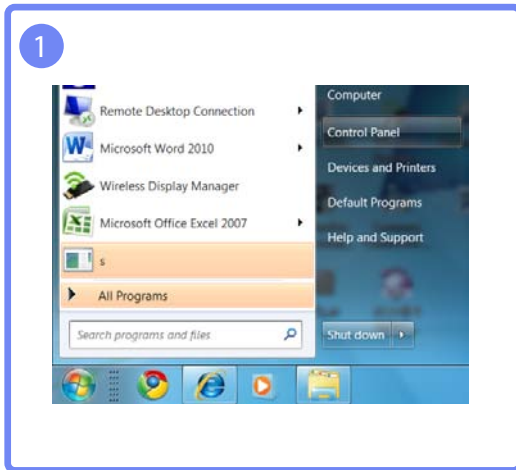 1
Remote Desktop Connection
Microsoft Word 2010
Wireless Display Manager
Microsoft Office Excel 2007
s
All Programs
Search programs and files
Computer
Control Panel
Devices and Printers
Default Programs
Help and Support
Shut down